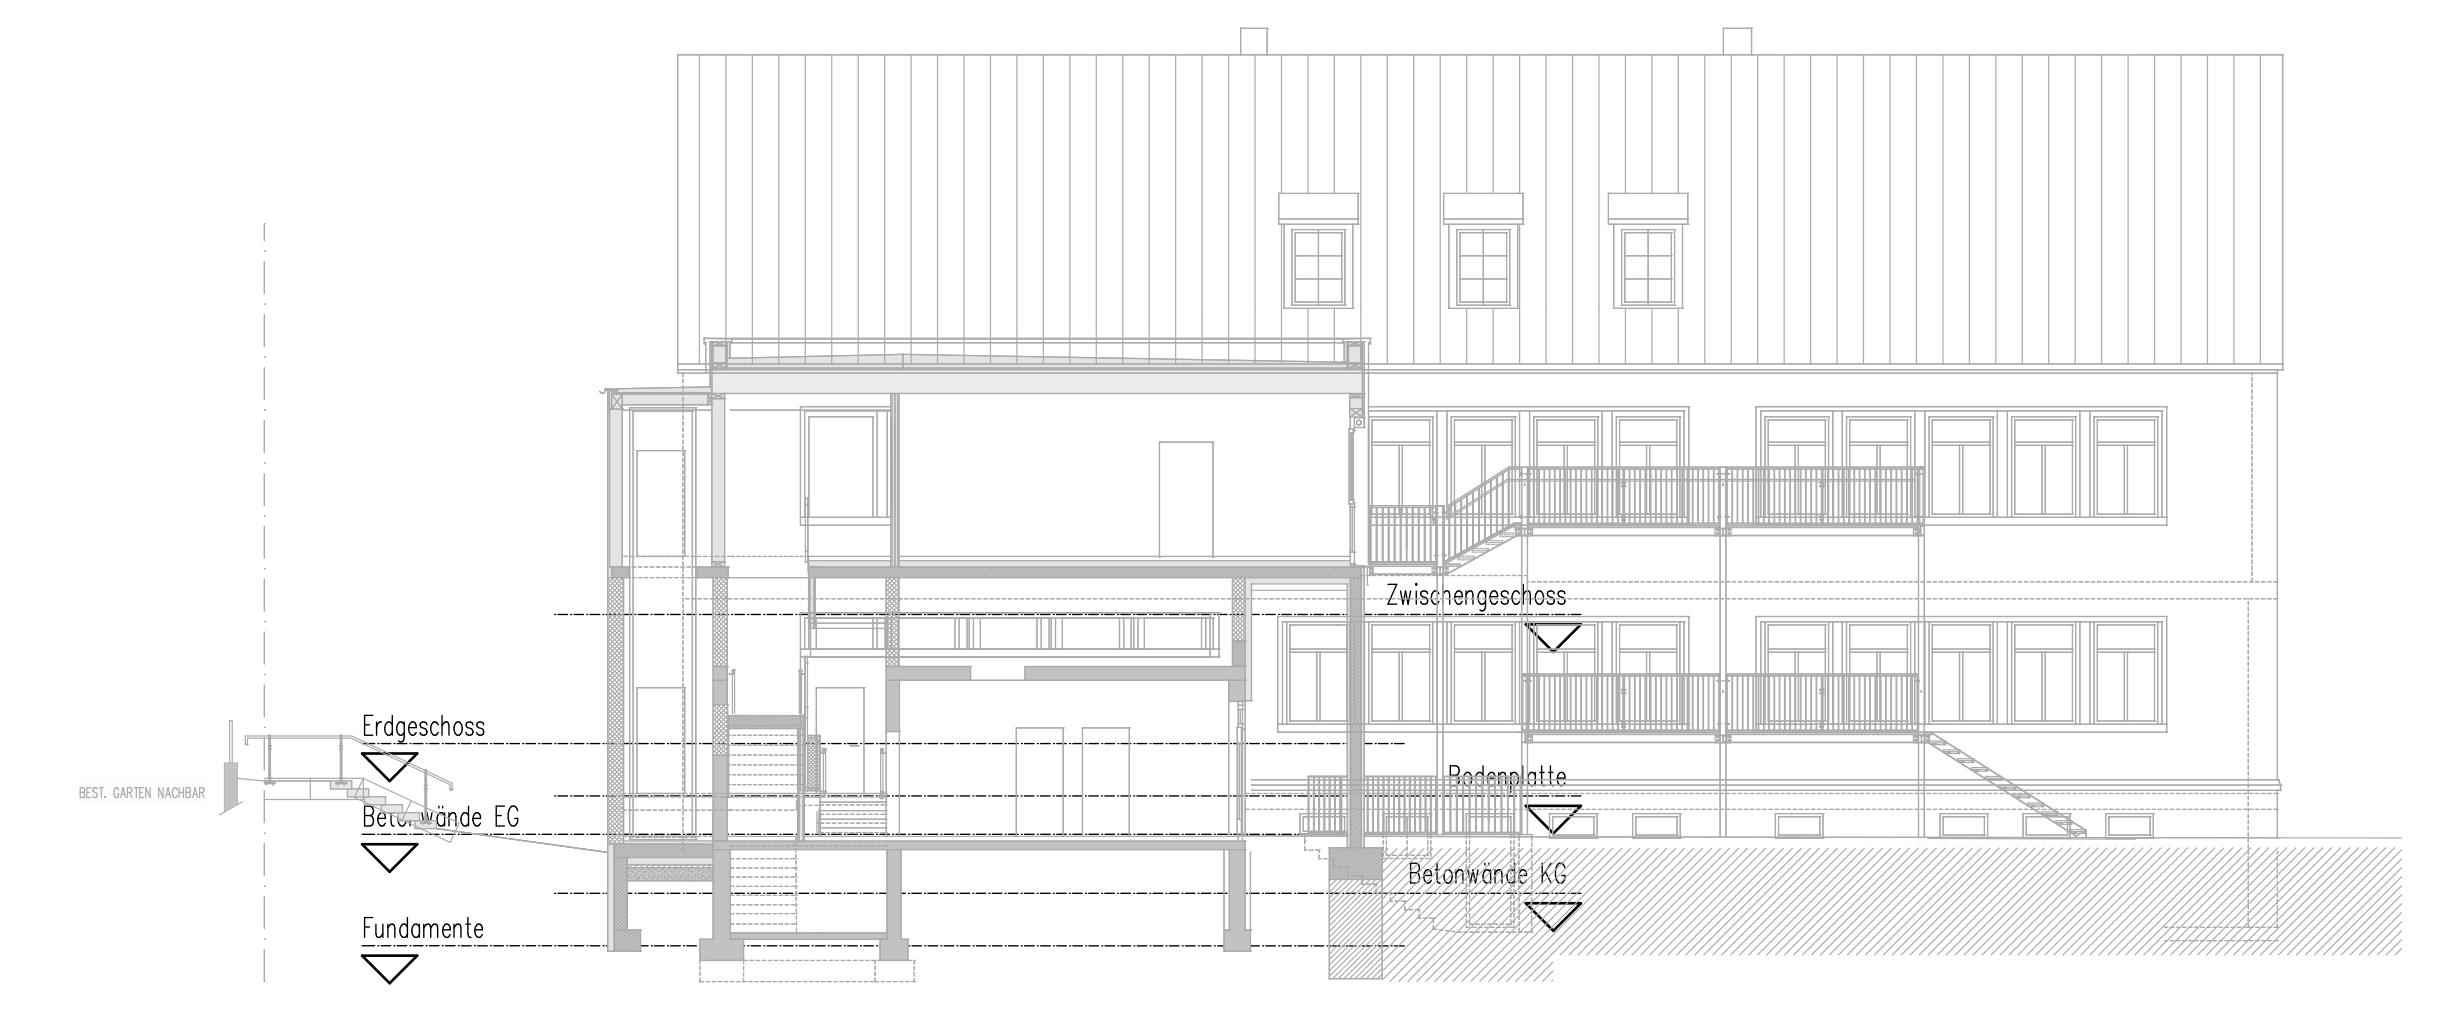 Zwischengeschoss
Erdgeschoss
Bodenplatte
BEST. GARTEN NACHBAR
Betonwände EG
Betonwände KG
Fundamente